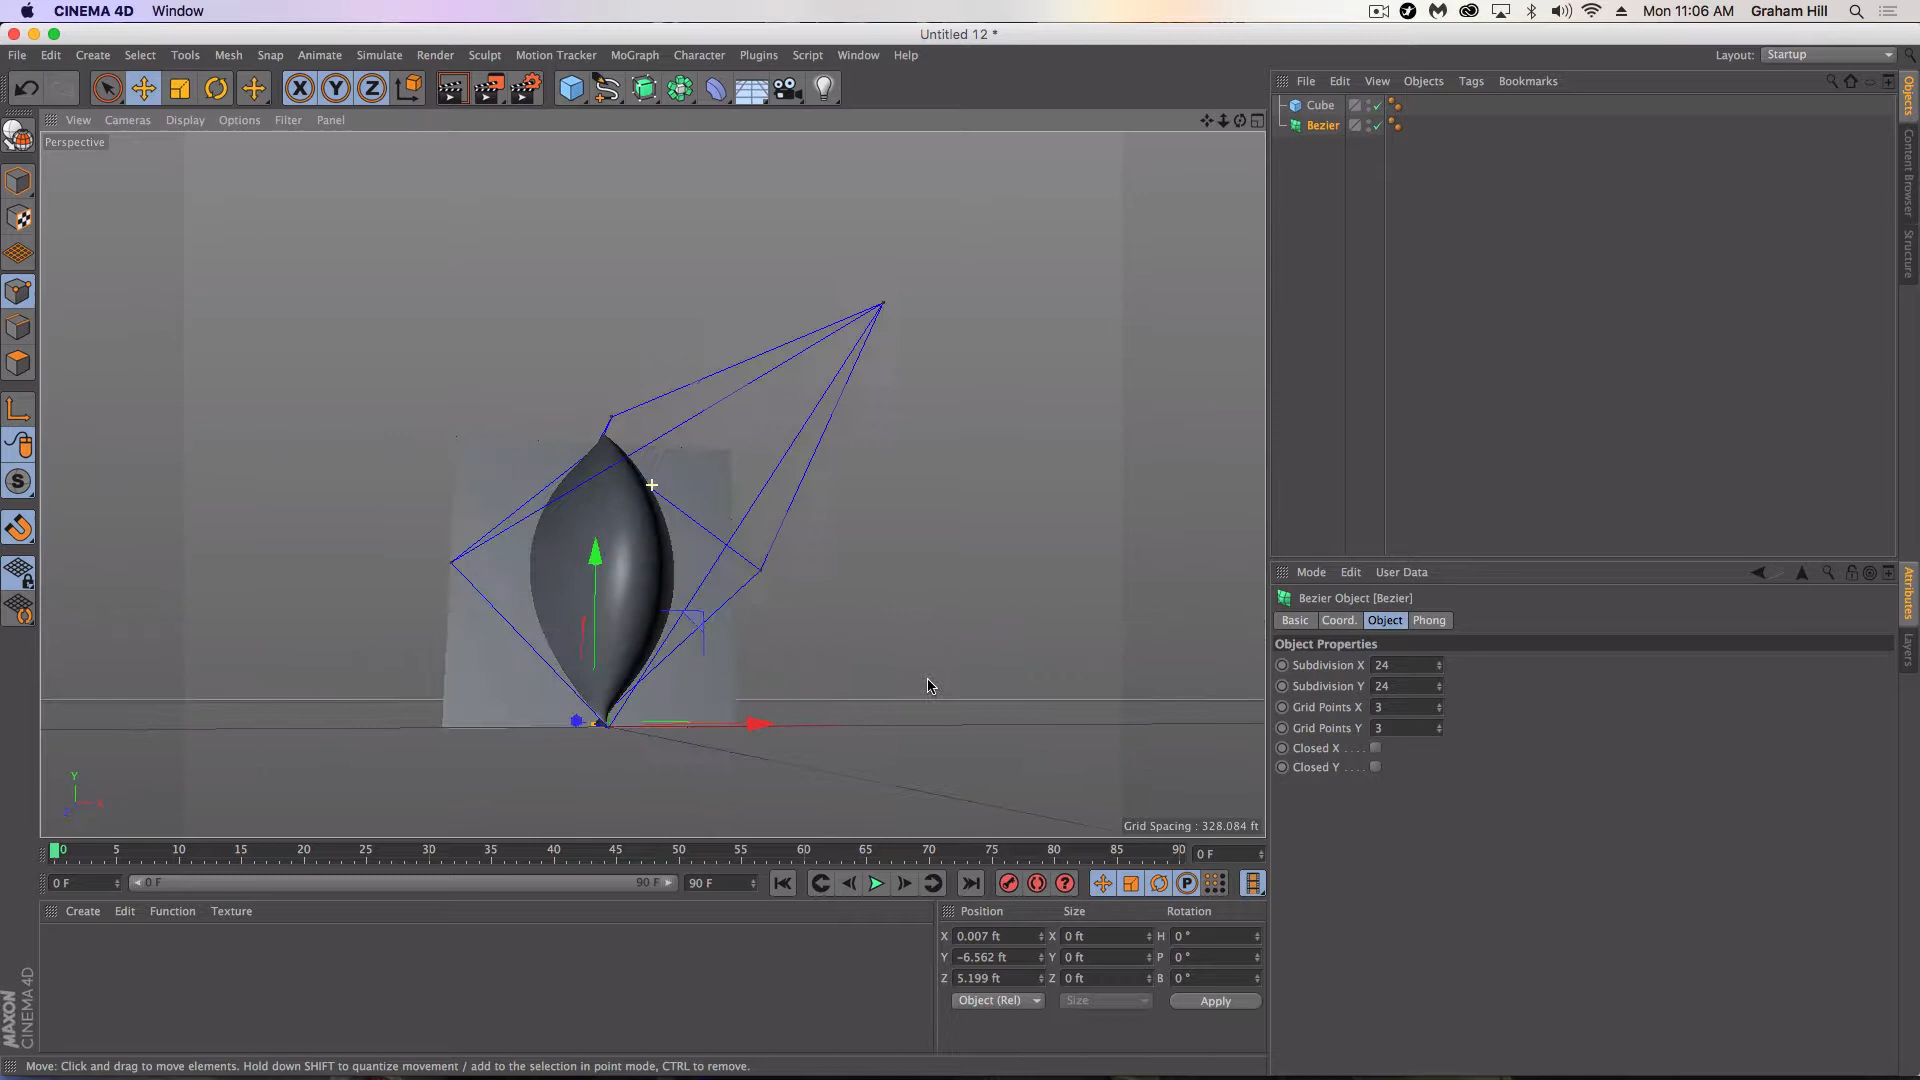 CINEMA 4D Window Mon 11:06 AM Graham Hill
Untitled 12 *
File Edit Create Select Tools Mesh Snap Animate Simulate Render Sculpt Motion Tracker MoGraph Character Plugins Script Window Help Layout: Startup
X Y Z
File Edit View Objects Tags Bookmarks
Cube
Bezier
Objects
Content Browser
Structure
View Cameras Display Options Filter Panel
Perspective
Y
X
Z
Grid Spacing : 328.084 ft
Mode Edit User Data
Bezier Object [Bezier]
Basic Coord. Object Phong
Object Properties
Subdivision X 24
Subdivision Y 24
Grid Points X 3
Grid Points Y 3
Closed X . . . .
Closed Y . . . .
Attributes
Layers
0 5 10 15 20 25 30 35 40 45 50 55 60 65 70 75 80 85 90 0 F
0 F 0 F 90 F 90 F
P
Create Edit Function Texture
Position Size Rotation
X 0.007 ft X 0 ft H 0 °
Y -6.562 ft Y 0 ft P 0 °
Z 5.199 ft Z 0 ft B 0 °
Object (Rel) Size Apply
MAXON
CINEMA 4D
Move: Click and drag to move elements. Hold down SHIFT to quantize movement / add to the selection in point mode, CTRL to remove.